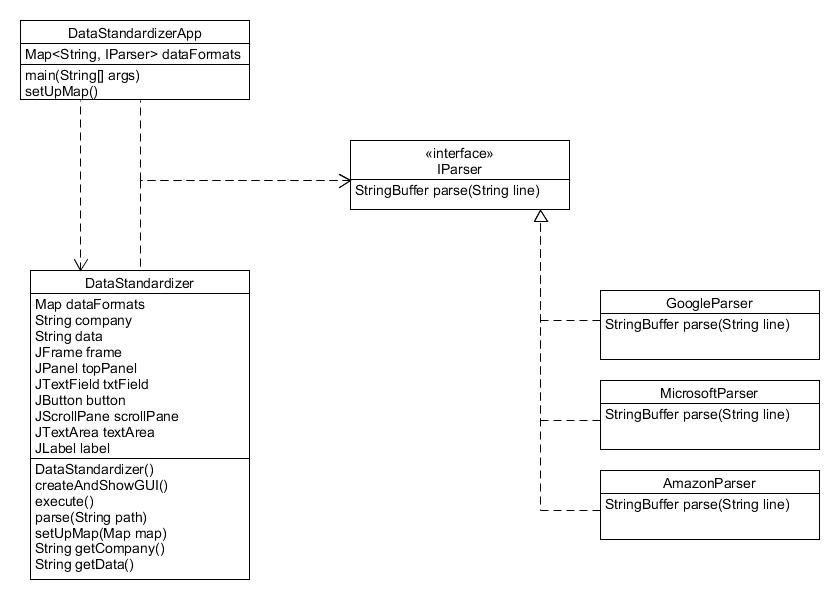 DataStandardizerApp
Map<String, IParser> dataFormats
main(String[] args)
setUpMap()
«interface»
IParser
StringBuffer parse(String line)
DataStandardizer
Map dataFormats
String company
String data
JFrame frame
JPanel topPanel
JTextField txtField
JButton button
JScrollPane scrollPane
JTextArea textArea
JLabel label
DataStandardizer()
createAndShowGUI()
execute()
parse(String path)
setUpMap(Map map)
String getCompany()
String getData()
GoogleParser
StringBuffer parse(String line)
MicrosoftParser
StringBuffer parse(String line)
AmazonParser
StringBuffer parse(String line)